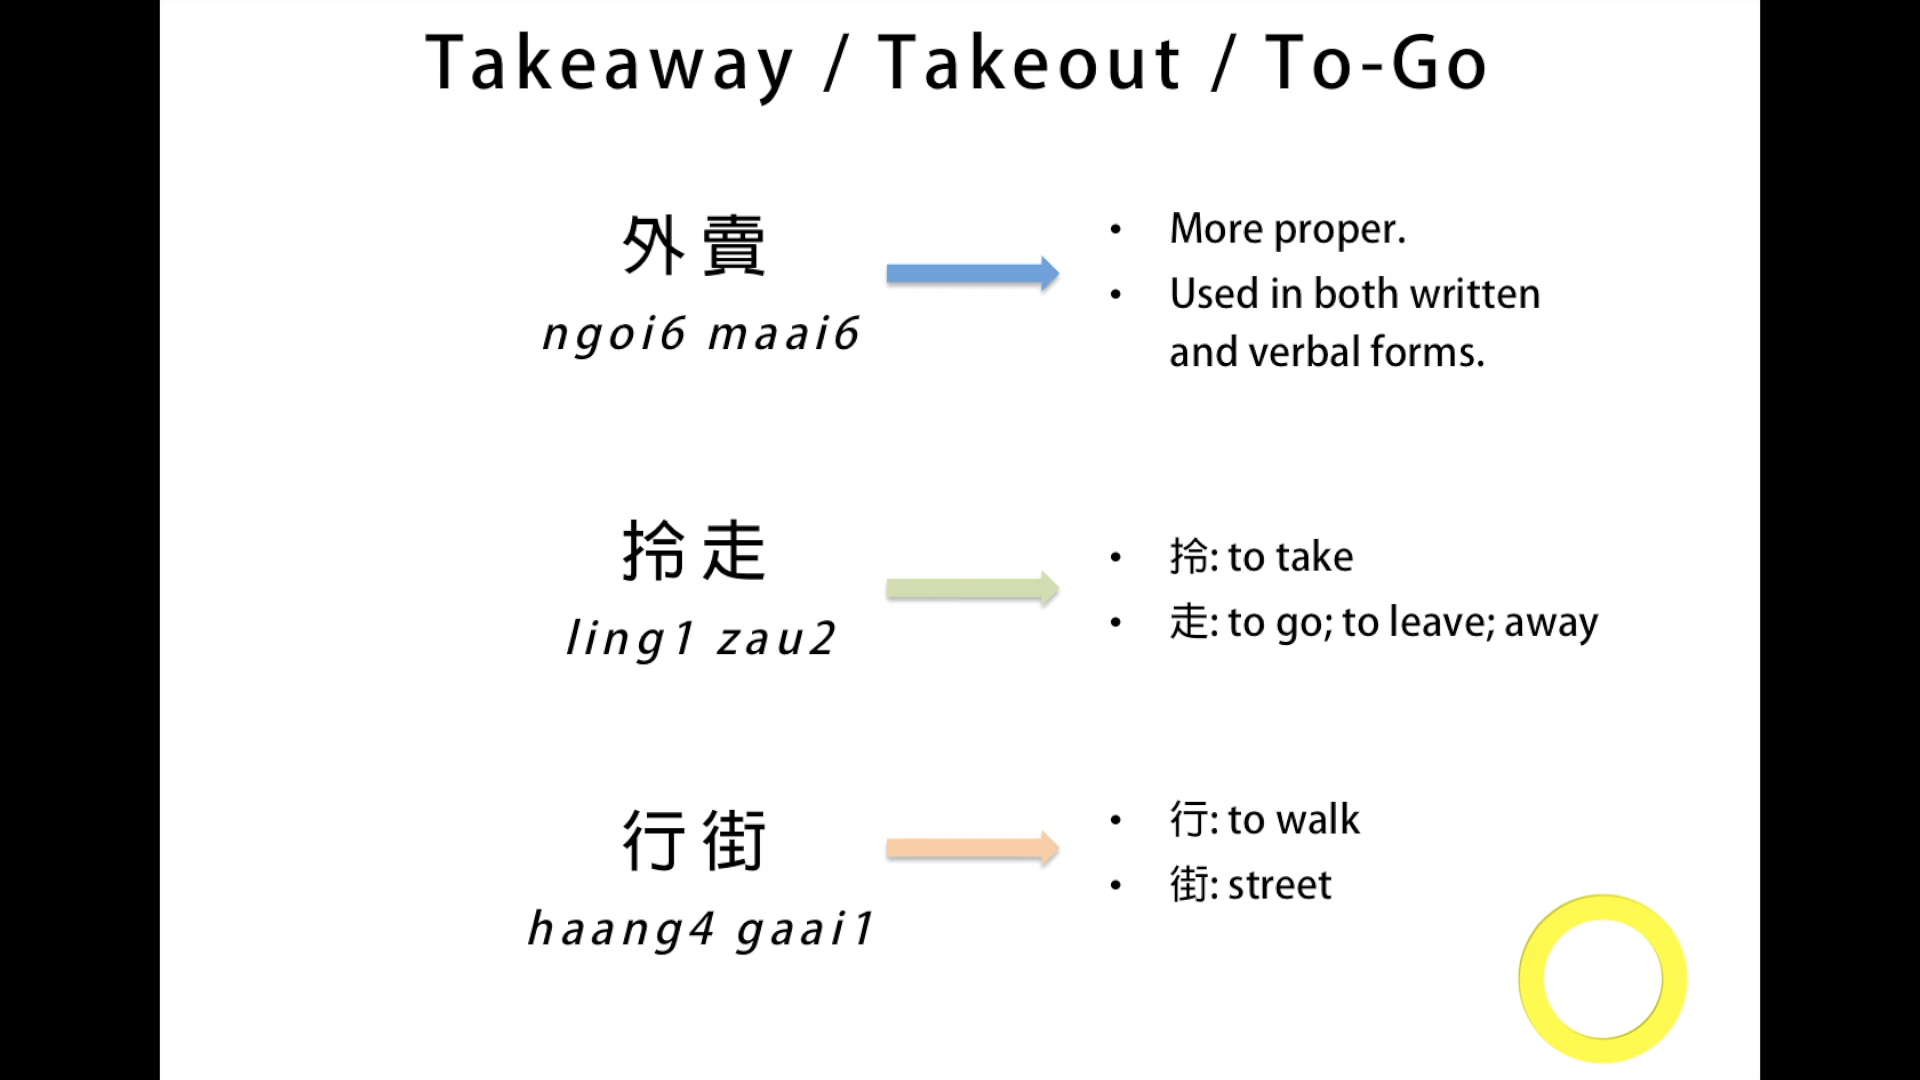 Takeaway / Takeout / To-Go
外賣
ngoi6 maai6
• More proper.
• Used in both written
and verbal forms.
拎走
ling1 zau2
• 拎: to take
• 走: to go; to leave; away
行街
haang4 gaai1
• 行: to walk
• 街: street